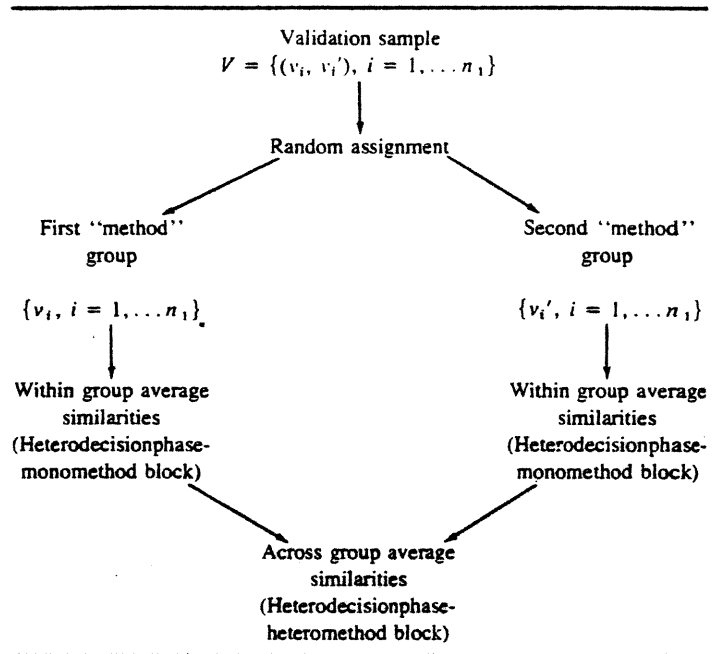 Validation sample
V = {(vᵢ, vᵢ′), i = 1, . . . n₁}
Random assignment
First ‘‘method’’
group
Second ‘‘method’’
group
{vᵢ, i = 1, . . . n₁}
{vᵢ′, i = 1, . . . n₁}
Within group average
similarities
(Heterodecisionphase-
monomethod block)
Within group average
similarities
(Heterodecisionphase-
monomethod block)
Across group average
similarities
(Heterodecisionphase-
heteromethod block)